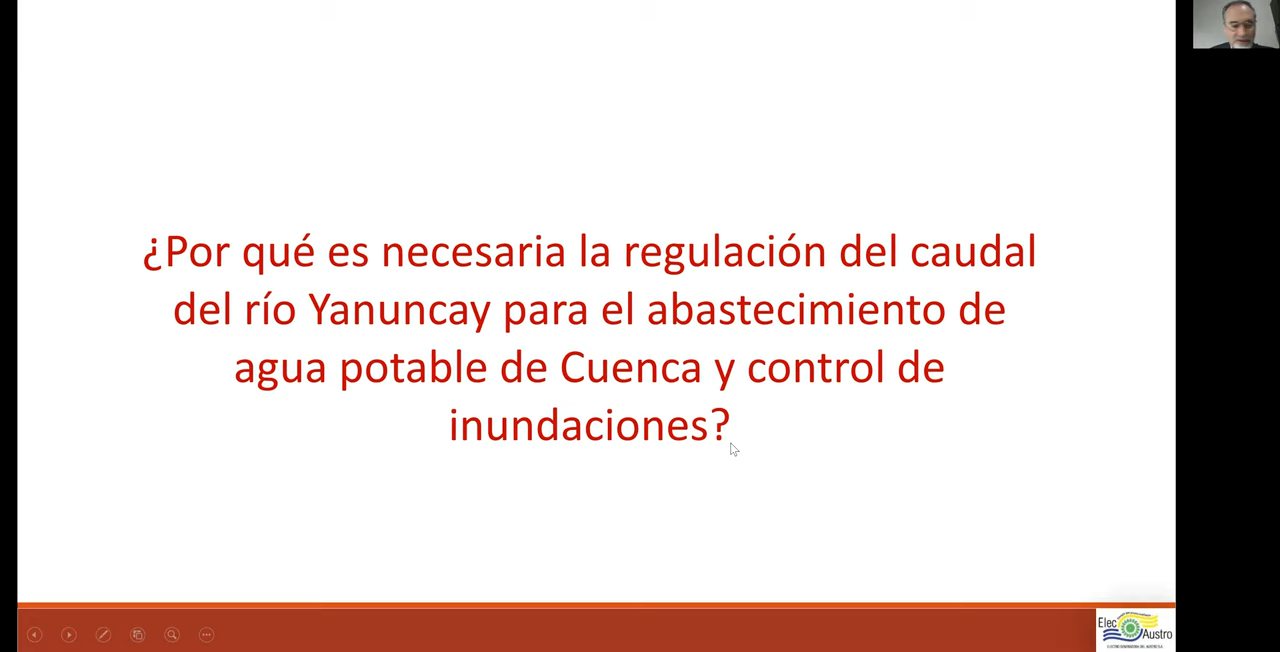 ¿Por qué es necesaria la regulación del caudal
del río Yanuncay para el abastecimiento de
agua potable de Cuenca y control de
inundaciones?
Elec
Austro